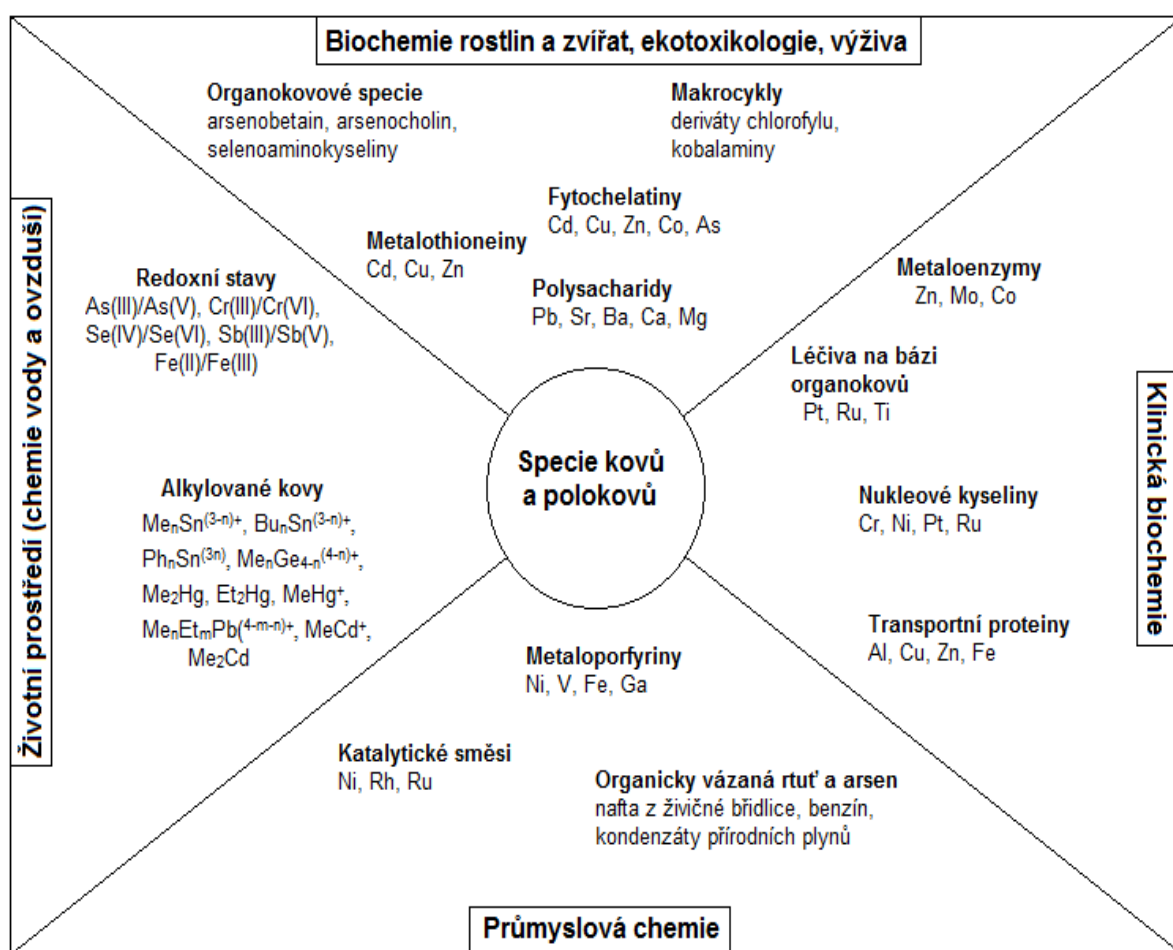 Biochemie rostlin a zvířat, ekotoxikologie, výživa
Organokovové specie
arsenobetain, arsenocholin,
selenoaminokyseliny
Makrocykly
deriváty chlorofylu,
kobalaminy
Fytochelatiny
Cd, Cu, Zn, Co, As
Metalothioneiny
Cd, Cu, Zn
Polysacharidy
Pb, Sr, Ba, Ca, Mg
Životní prostředí (chemie vody a ovzduší)
Redoxní stavy
As(III)/As(V), Cr(III)/Cr(VI),
Se(IV)/Se(VI), Sb(III)/Sb(V),
Fe(II)/Fe(III)
Alkylované kovy
MeₙSn⁽³⁻ⁿ⁾⁺, BuₙSn⁽³⁻ⁿ⁾⁺,
PhₙSn⁽³ⁿ⁾, MeₙGe₄₋ₙ⁽⁴⁻ⁿ⁾⁺,
Me₂Hg, Et₂Hg, MeHg⁺,
MeₙEtₘPb(⁴⁻ᵐ⁻ⁿ⁾⁺, MeCd⁺,
Me₂Cd
Specie kovů
a polokovů
Metaloenzymy
Zn, Mo, Co
Léčiva na bázi
organokovů
Pt, Ru, Ti
Nukleové kyseliny
Cr, Ni, Pt, Ru
Transportní proteiny
Al, Cu, Zn, Fe
Klinická biochemie
Metaloporfyriny
Ni, V, Fe, Ga
Katalytické směsi
Ni, Rh, Ru
Organicky vázaná rtuť a arsen
nafta z živičné břidlice, benzín,
kondenzáty přírodních plynů
Průmyslová chemie